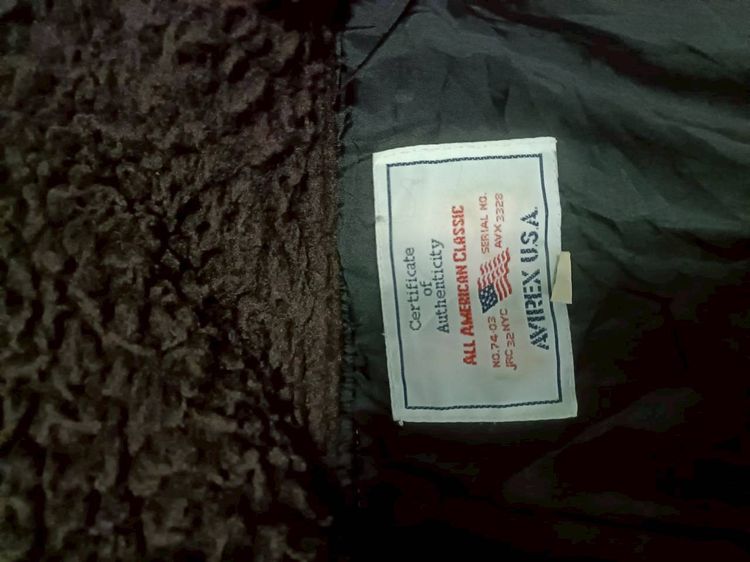 Certificate
of
Authenticity
ALL AMERICAN CLASSIC
NO.74-03 SERIAL NO.
JRC 32 NYC AVX 3328
AVIREX U.S.A.